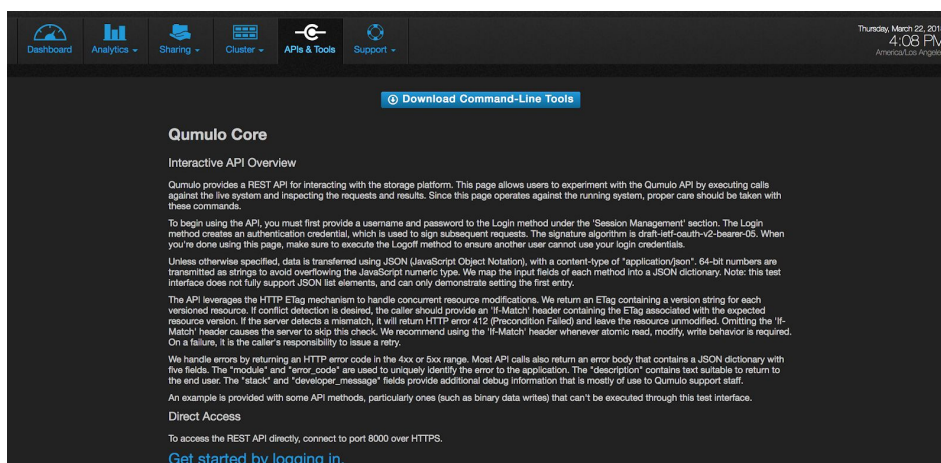 Thursday, March 22, 201
4:08 PM
America/Los Angele
Dashboard
Analytics
Sharing
Cluster
APIs & Tools
Support
Download Command-Line Tools
Qumulo Core
Interactive API Overview
Qumulo provides a REST API for interacting with the storage platform. This page allows users to experiment with the Qumulo API by executing calls
against the live system and inspecting the requests and results. Since this page operates against the running system, proper care should be taken with
these commands.
To begin using the API, you must first provide a username and password to the Login method under the 'Session Management' section. The Login
method creates an authentication credential, which is used to sign subsequent requests. The signature algorithm is draft-ietf-oauth-v2-bearer-05. When
you're done using this page, make sure to execute the Logoff method to ensure another user cannot use your login credentials.
Unless otherwise specified, data is transferred using JSON (JavaScript Object Notation), with a content-type of "application/json". 64-bit numbers are
transmitted as strings to avoid overflowing the JavaScript numeric type. We map the input fields of each method into a JSON dictionary. Note: this test
interface does not fully support JSON list elements, and can only demonstrate setting the first entry.
The API leverages the HTTP ETag mechanism to handle concurrent resource modifications. We return an ETag containing a version string for each
versioned resource. If conflict detection is desired, the caller should provide an 'If-Match' header containing the ETag associated with the expected
resource version. If the server detects a mismatch, it will return HTTP error 412 (Precondition Failed) and leave the resource unmodified. Omitting the 'If-
Match' header causes the server to skip this check. We recommend using the 'If-Match' header whenever atomic read, modify, write behavior is required.
On a failure, it is the caller's responsibility to issue a retry.
We handle errors by returning an HTTP error code in the 4xx or 5xx range. Most API calls also return an error body that contains a JSON dictionary with
five fields. The "module" and "error_code" are used to uniquely identify the error to the application. The "description" contains text suitable to return to
the end user. The "stack" and "developer_message" fields provide additional debug information that is mostly of use to Qumulo support staff.
An example is provided with some API methods, particularly ones (such as binary data writes) that can't be executed through this test interface.
Direct Access
To access the REST API directly, connect to port 8000 over HTTPS.
Get started by logging in.